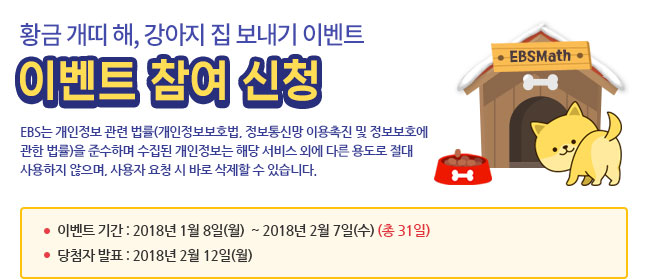 황금 개띠 해, 강아지 집 보내기 이벤트
이벤트 참여 신청
EBSMath
EBS는 개인정보 관련 법률(개인정보보호법, 정보통신망 이용촉진 및 정보보호에
관한 법률)을 준수하며 수집된 개인정보는 해당 서비스 외에 다른 용도로 절대
사용하지 않으며, 사용자 요청 시 바로 삭제할 수 있습니다.
• 이벤트 기간 : 2018년 1월 8일(월) ~ 2018년 2월 7일(수) (총 31일)
• 당첨자 발표 : 2018년 2월 12일(월)